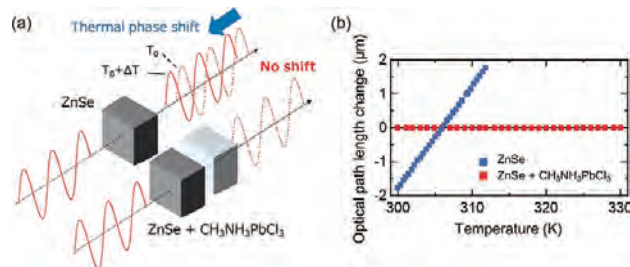 (a)
Thermal phase shift
T₀
T₀+ΔT
No shift
ZnSe
ZnSe + CH₃NH₃PbCl₃
(b)
Optical path length change (μm)
2
1
0
-1
-2
ZnSe
ZnSe + CH₃NH₃PbCl₃
300 310 320 330
Temperature (K)